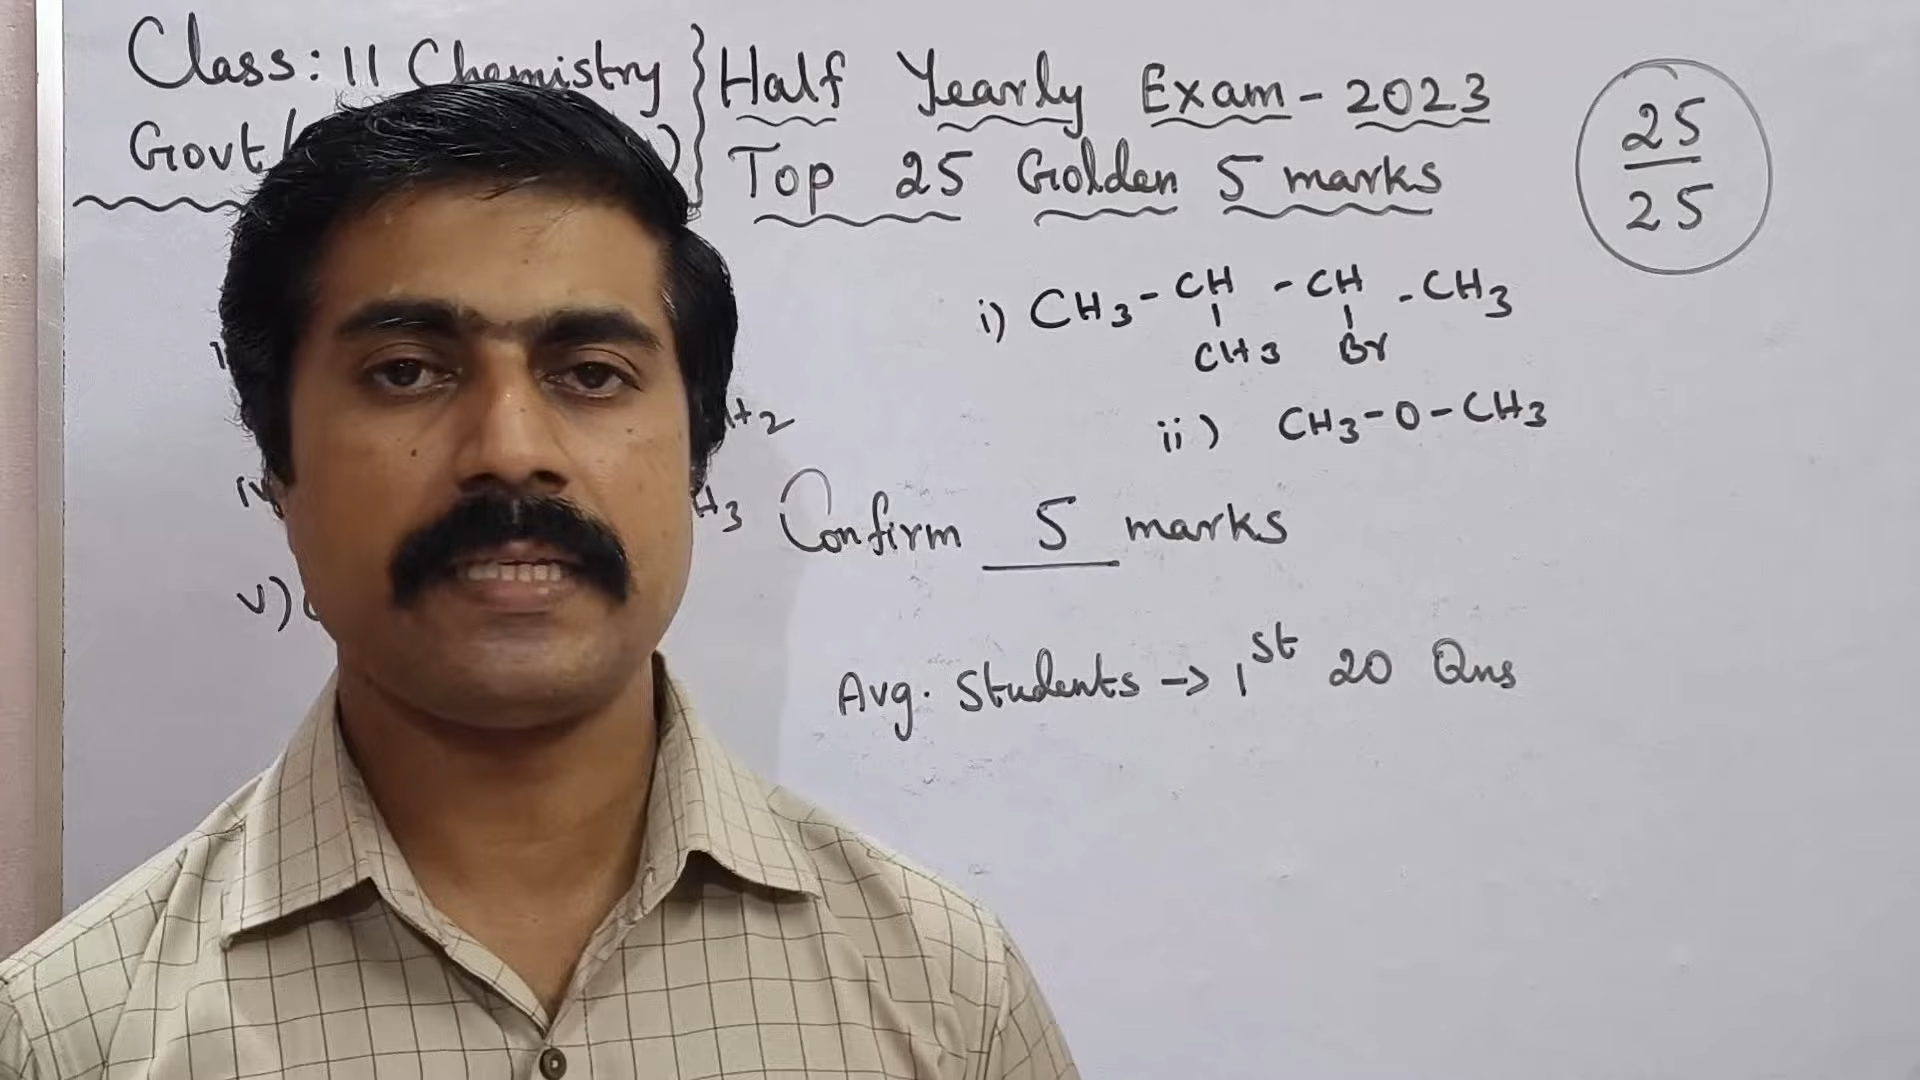 Class: 11 Chemistry
Govt/
Half Yearly Exam - 2023
Top 25 Golden 5 marks
25
25
i) CH3 - CH - CH - CH3
CH3 Br
ii) CH3 - O - CH3
H3 Confirm 5 marks
v)
Avg. Students → 1st 20 Qns